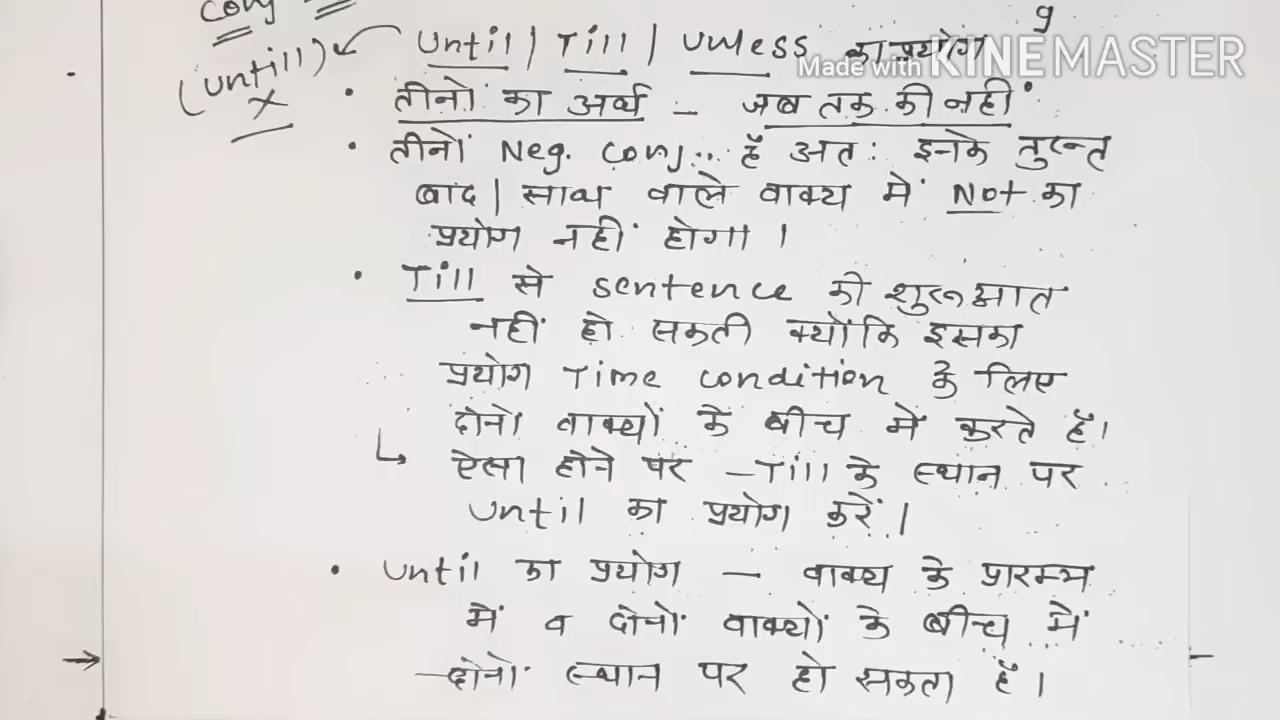 conj
g
(untill) Until / Till / Unless का प्रयोग
×
Made with KINEMASTER
• तीनों का अर्थ – जब तक की नहीं
• तीनों Neg. conj.. हैं अतः इनके तुरन्त
बाद / साथ वाले वाक्य में Not का
प्रयोग नहीं होगा ।
• Till से sentence की शुरूआत
नहीं हो सकती क्योंकि इसका
प्रयोग Time condition के लिए
दोनों वाक्यों के बीच में करते हैं।
↳ ऐसा होने पर – Till के स्थान पर
until का प्रयोग करें ।
• until का प्रयोग – वाक्य के प्रारम्भ
में व दोनों वाक्यों के बीच में
दोनों स्थान पर हो सकता है ।